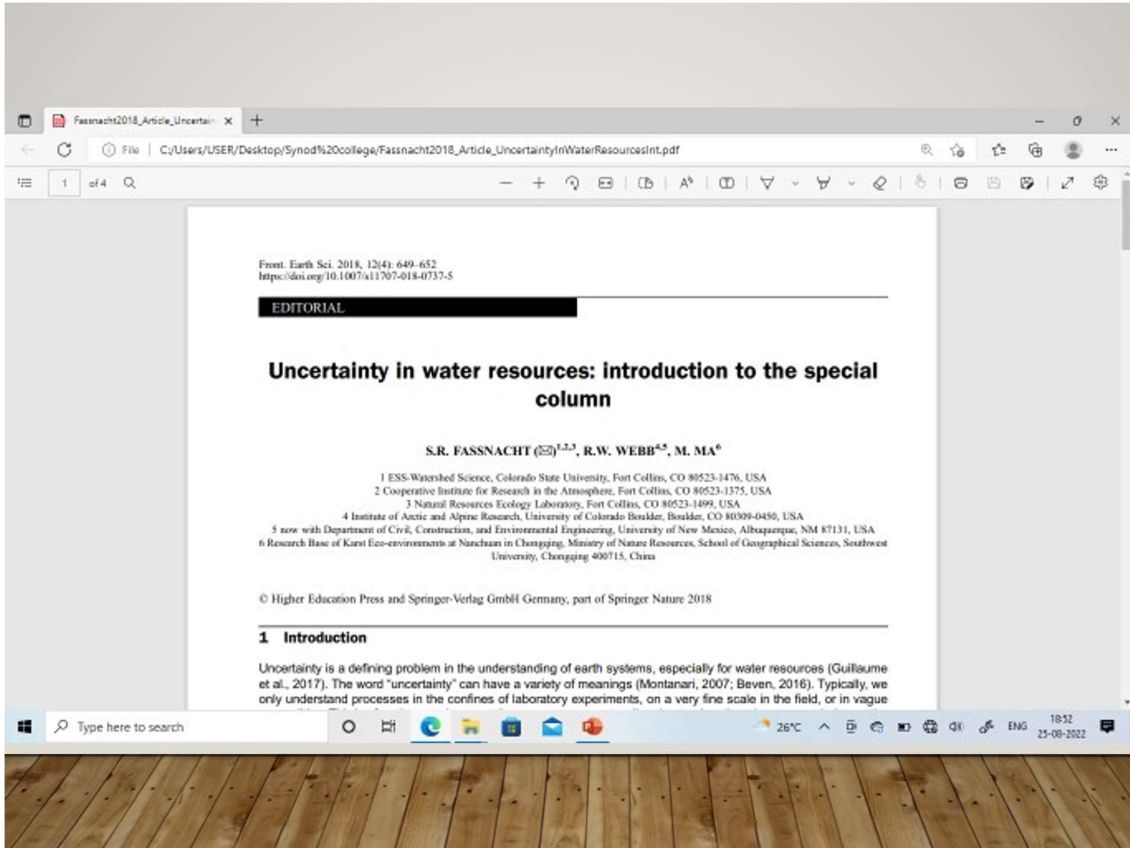 Fassnacht2018_Article_Uncertain
File | C:/Users/USER/Desktop/Synod%20college/Fassnacht2018_Article_UncertaintyInWaterResourcesInt.pdf
1 of 4
Front. Earth Sci. 2018, 12(4): 649–652
https://doi.org/10.1007/s11707-018-0737-5
EDITORIAL
Uncertainty in water resources: introduction to the special
column
S.R. FASSNACHT (✉)1,2,3, R.W. WEBB4,5, M. MA6
1 ESS-Watershed Science, Colorado State University, Fort Collins, CO 80523-1476, USA
2 Cooperative Institute for Research in the Atmosphere, Fort Collins, CO 80523-1375, USA
3 Natural Resources Ecology Laboratory, Fort Collins, CO 80523-1499, USA
4 Institute of Arctic and Alpine Research, University of Colorado Boulder, Boulder, CO 80309-0450, USA
5 now with Department of Civil, Construction, and Environmental Engineering, University of New Mexico, Albuquerque, NM 87131, USA
6 Research Base of Karst Eco-environments at Nanchuan in Chongqing, Ministry of Nature Resources, School of Geographical Sciences, Southwest
University, Chongqing 400715, China
© Higher Education Press and Springer-Verlag GmbH Germany, part of Springer Nature 2018
1 Introduction
Uncertainty is a defining problem in the understanding of earth systems, especially for water resources (Guillaume
et al., 2017). The word “uncertainty” can have a variety of meanings (Montanari, 2007; Beven, 2016). Typically, we
only understand processes in the confines of laboratory experiments, on a very fine scale in the field, or in vague
Type here to search
26°C
ENG
18:52
25-08-2022